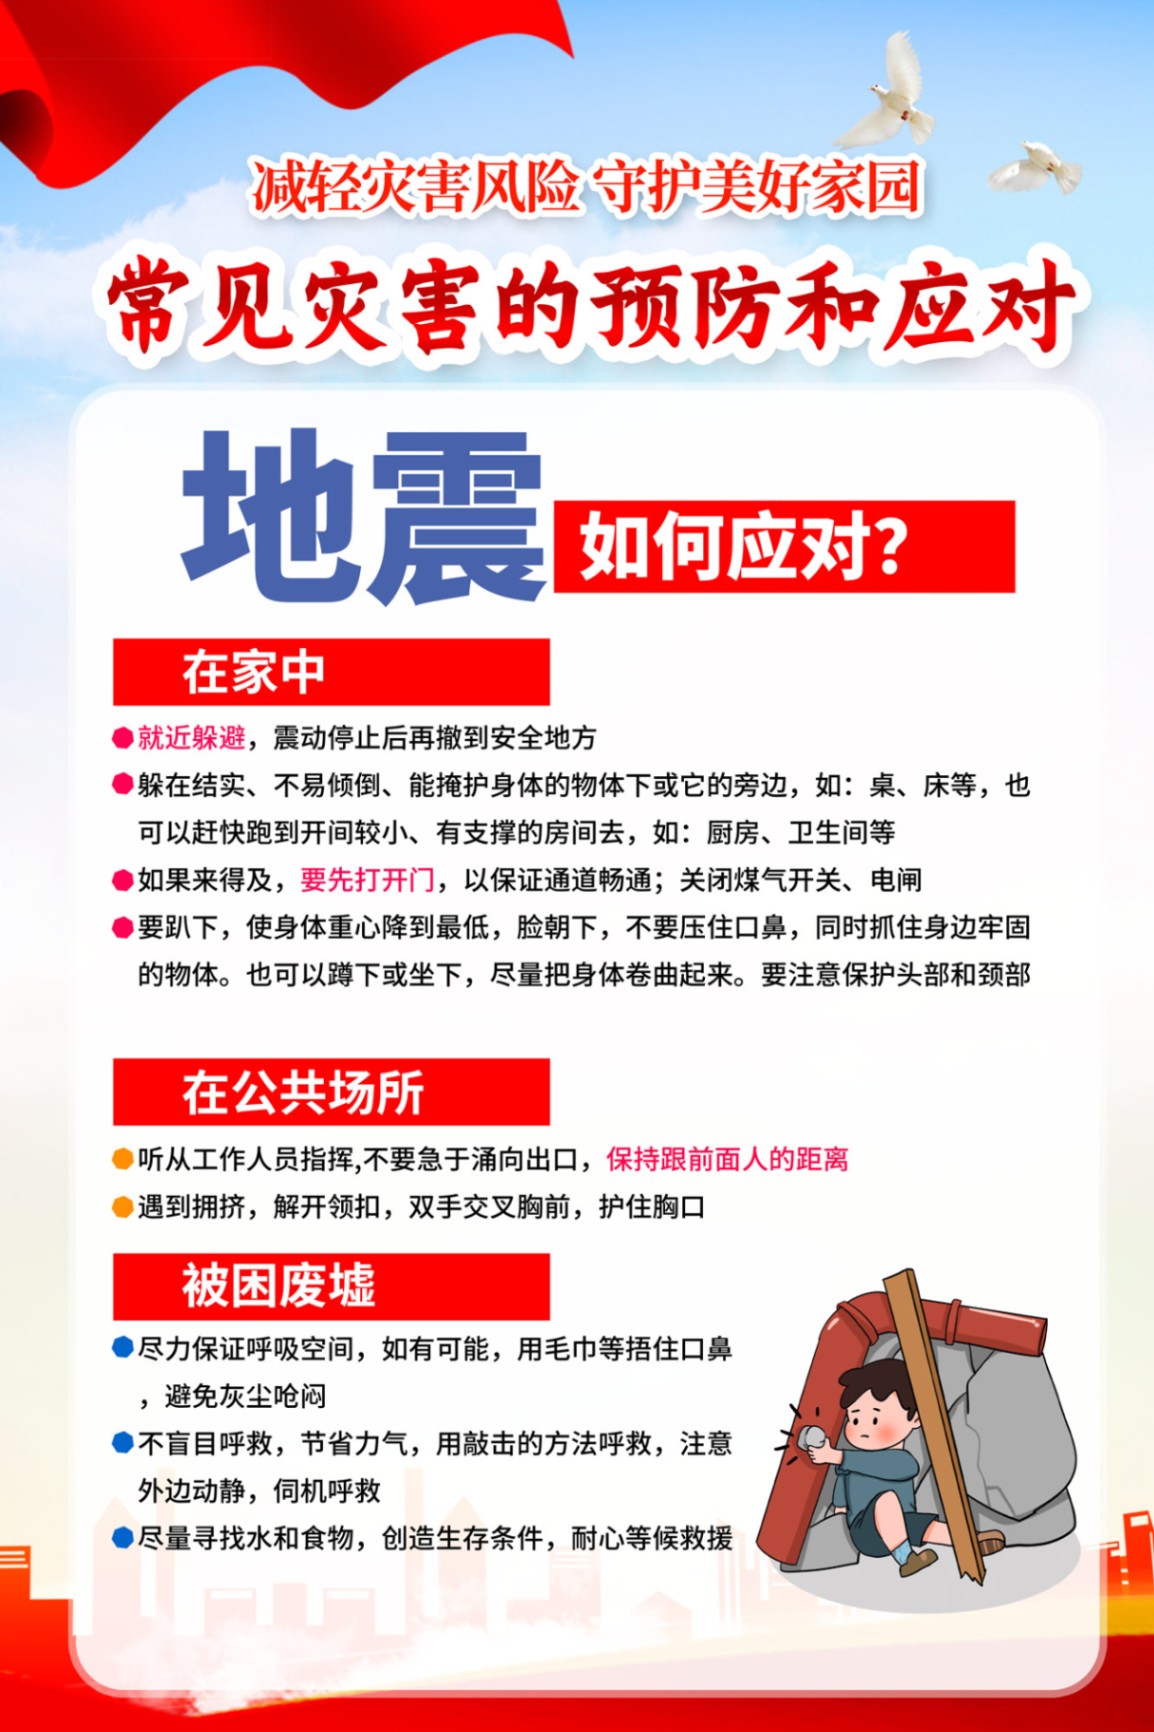 减轻灾害风险 守护美好家园
常见灾害的预防和应对
地震
如何应对？
在家中
就近躲避，震动停止后再撤到安全地方
躲在结实、不易倾倒、能掩护身体的物体下或它的旁边，如：桌、床等，也
可以赶快跑到开间较小、有支撑的房间去，如：厨房、卫生间等
如果来得及，要先打开门，以保证通道畅通；关闭煤气开关、电闸
要趴下，使身体重心降到最低，脸朝下，不要压住口鼻，同时抓住身边牢固
的物体。也可以蹲下或坐下，尽量把身体卷曲起来。要注意保护头部和颈部
在公共场所
听从工作人员指挥,不要急于涌向出口，保持跟前面人的距离
遇到拥挤，解开领扣，双手交叉胸前，护住胸口
被困废墟
尽力保证呼吸空间，如有可能，用毛巾等捂住口鼻
，避免灰尘呛闷
不盲目呼救，节省力气，用敲击的方法呼救，注意
外边动静，伺机呼救
尽量寻找水和食物，创造生存条件，耐心等候救援